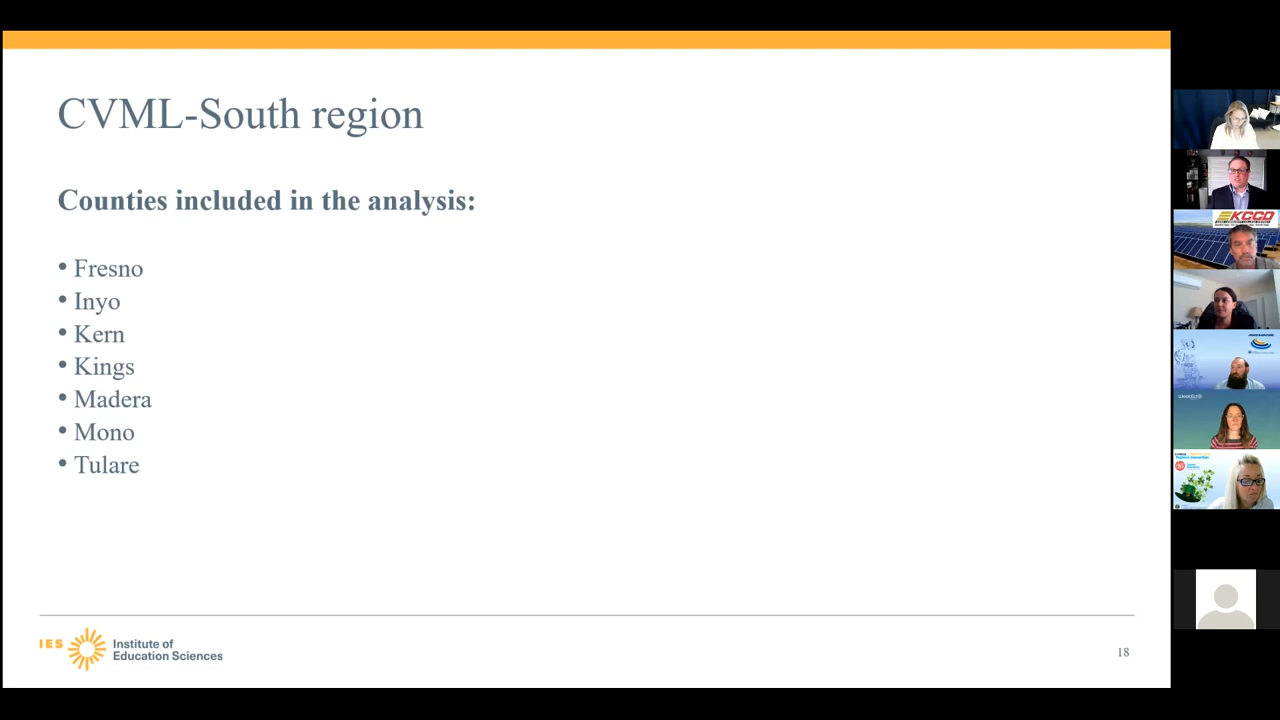 CVML-South region
Counties included in the analysis:
• Fresno
• Inyo
• Kern
• Kings
• Madera
• Mono
• Tulare
IES
Institute of
Education Sciences
18
KCCD